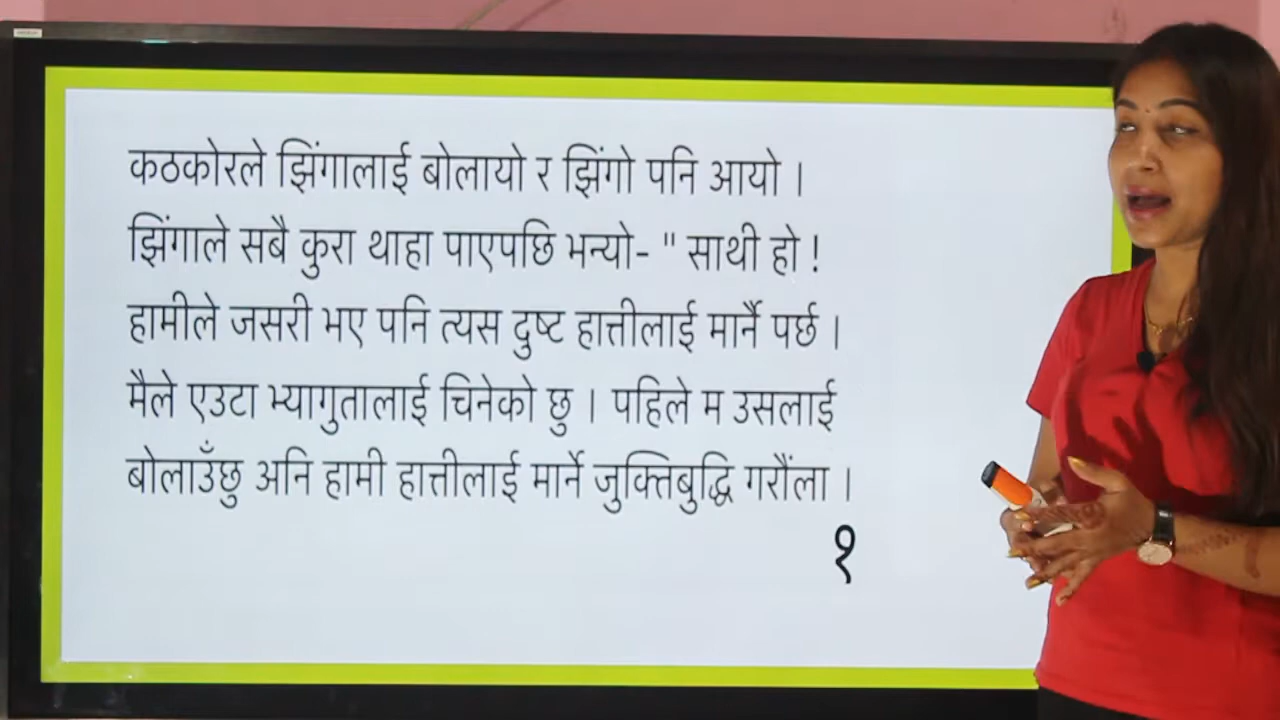 कठकोरले झिंगालाई बोलायो र झिंगो पनि आयो ।
झिंगाले सबै कुरा थाहा पाएपछि भन्यो- " साथी हो !
हामीले जसरी भए पनि त्यस दुष्ट हात्तीलाई मार्नै पर्छ ।
मैले एउटा भ्यागुतालाई चिनेको छु । पहिले म उसलाई
बोलाउँछु अनि हामी हात्तीलाई मार्ने जुक्तिबुद्धि गरौंला ।
१